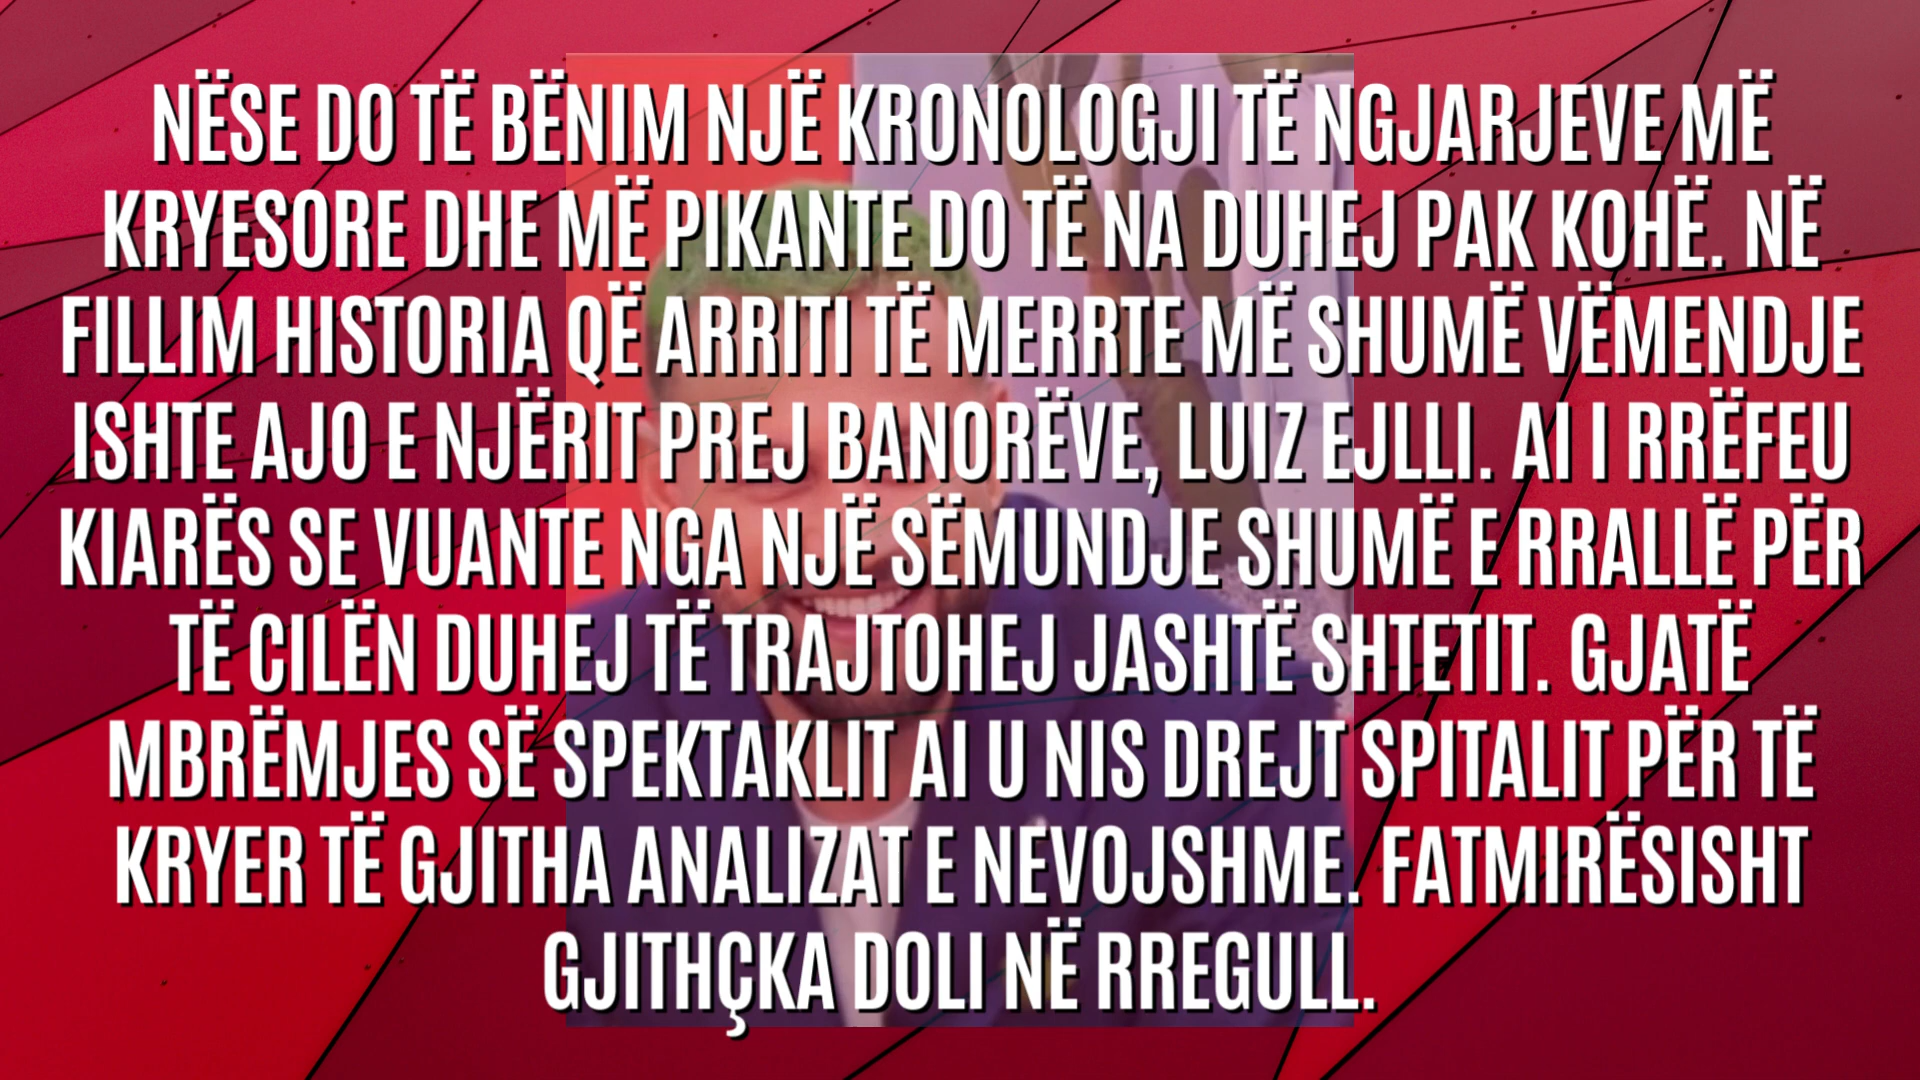 NËSE DO TË BËNIM NJË KRONOLOGJI TË NGJARJEVE MË
KRYESORE DHE MË PIKANTE DO TË NA DUHEJ PAK KOHË. NË
FILLIM HISTORIA QË ARRITI TË MERRTE MË SHUMË VËMENDJE
ISHTE AJO E NJËRIT PREJ BANORËVE, LUIZ EJLLI. AI I RRËFEU
KIARËS SE VUANTE NGA NJË SËMUNDJE SHUMË E RRALLË PËR
TË CILËN DUHEJ TË TRAJTOHEJ JASHTË SHTETIT. GJATË
MBRËMJES SË SPEKTAKLIT AI U NIS DREJT SPITALIT PËR TË
KRYER TË GJITHA ANALIZAT E NEVOJSHME. FATMIRËSISHT
GJITHÇKA DOLI NË RREGULL.